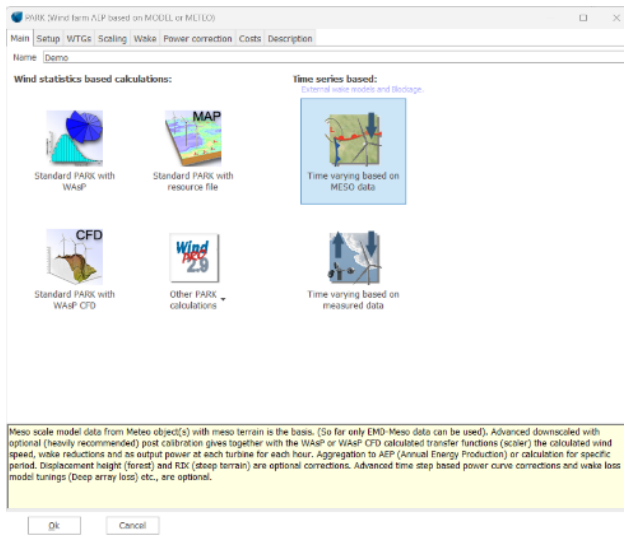 PARK (Wind farm AEP based on MODEL or METEO)
Main Setup WTGs Scaling Wake Power correction Costs Description
Name Demo
Wind statistics based calculations: Time series based:
External wake models and Blockage.
MAP
Standard PARK with WAsP
Standard PARK with resource file
Time varying based on MESO data
CFD
Wind
PRO
2.9
Standard PARK with WAsP CFD
Other PARK calculations
Time varying based on measured data
Meso scale model data from Meteo object(s) with meso terrain is the basis. (So far only EMD-Meso data can be used). Advanced downscaled with
optional (heavily recommended) post calibration gives together with the WAsP or WAsP CFD calculated transfer functions (scaler) the calculated wind
speed, wake reductions and as output power at each turbine for each hour. Aggregation to AEP (Annual Energy Production) or calculation for specific
period. Displacement height (forest) and RIX (steep terrain) are optional corrections. Advanced time step based power curve corrections and wake loss
model tunings (Deep array loss) etc., are optional.
Ok Cancel